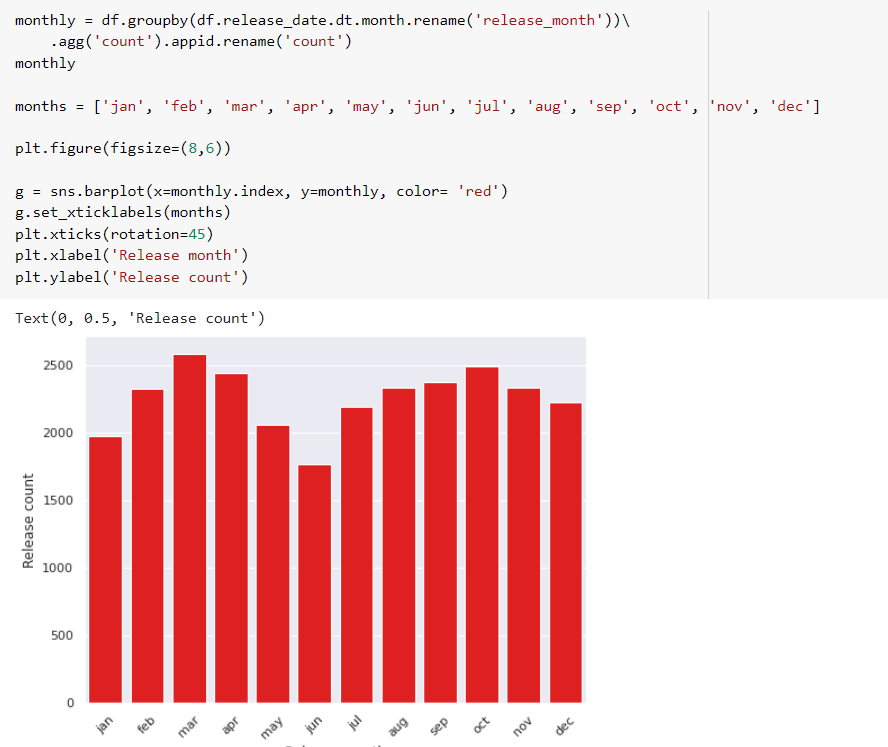 monthly = df.groupby(df.release_date.dt.month.rename('release_month'))\
    .agg('count').appid.rename('count')
monthly
months = ['jan', 'feb', 'mar', 'apr', 'may', 'jun', 'jul', 'aug', 'sep', 'oct', 'nov', 'dec']
plt.figure(figsize=(8,6))
g = sns.barplot(x=monthly.index, y=monthly, color= 'red')
g.set_xticklabels(months)
plt.xticks(rotation=45)
plt.xlabel('Release month')
plt.ylabel('Release count')
Text(0, 0.5, 'Release count')
Release count
2500
2000
1500
1000
500
0
jan feb mar apr may jun jul aug sep oct nov dec